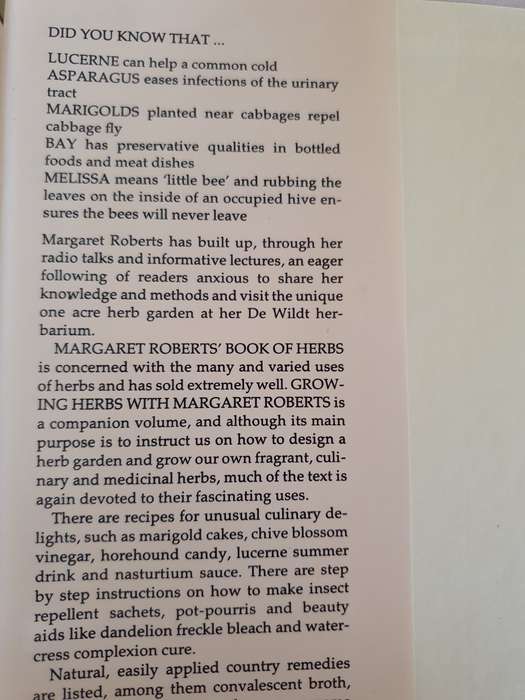 DID YOU KNOW THAT ...
LUCERNE can help a common cold
ASPARAGUS eases infections of the urinary
tract
MARIGOLDS planted near cabbages repel
cabbage fly
BAY has preservative qualities in bottled
foods and meat dishes
MELISSA means 'little bee' and rubbing the
leaves on the inside of an occupied hive en-
sures the bees will never leave
Margaret Roberts has built up, through her
radio talks and informative lectures, an eager
following of readers anxious to share her
knowledge and methods and visit the unique
one acre herb garden at her De Wildt her-
barium.
MARGARET ROBERTS' BOOK OF HERBS
is concerned with the many and varied uses
of herbs and has sold extremely well. GROW-
ING HERBS WITH MARGARET ROBERTS is
a companion volume, and although its main
purpose is to instruct us on how to design a
herb garden and grow our own fragrant, culi-
nary and medicinal herbs, much of the text is
again devoted to their fascinating uses.
There are recipes for unusual culinary de-
lights, such as marigold cakes, chive blossom
vinegar, horehound candy, lucerne summer
drink and nasturtium sauce. There are step
by step instructions on how to make insect
repellent sachets, pot-pourris and beauty
aids like dandelion freckle bleach and water-
cress complexion cure.
Natural, easily applied country remedies
are listed, among them convalescent broth,